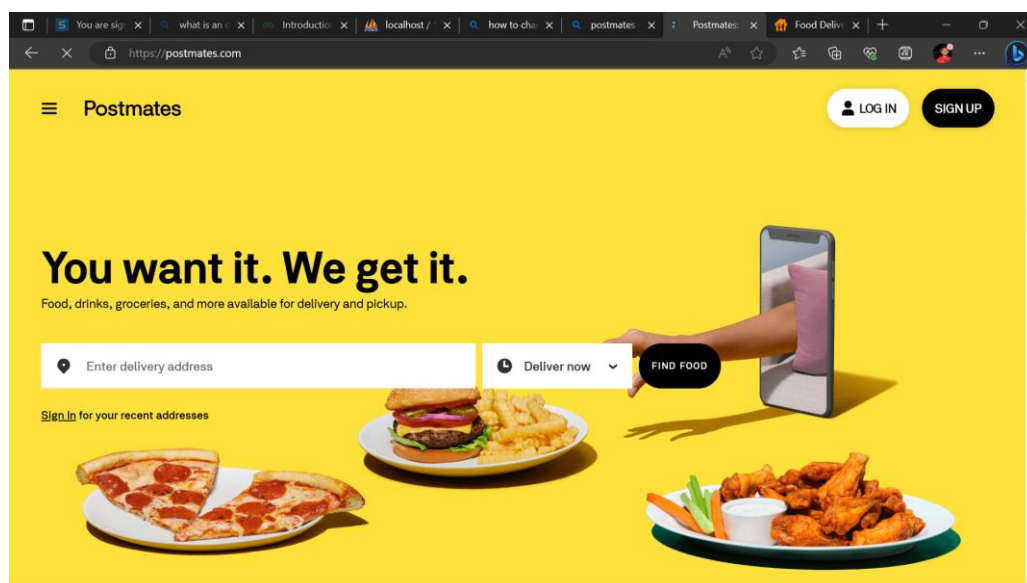 You are sig
what is an c
Introduction
localhost /
how to cha
postmates
Postmates:
Food Delive
https://postmates.com
Postmates
LOG IN
SIGN UP
You want it. We get it.
Food, drinks, groceries, and more available for delivery and pickup.
Enter delivery address
Deliver now
FIND FOOD
Sign In for your recent addresses